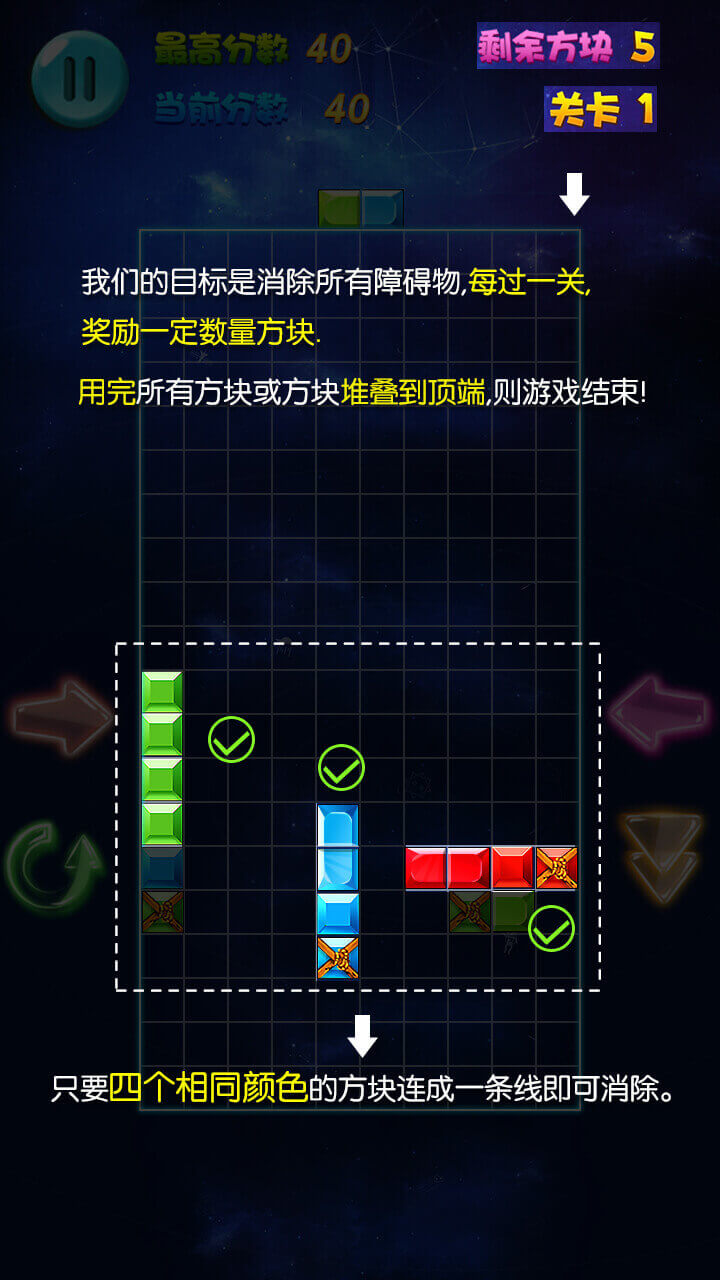 最高分数 40
剩余方块 5
当前分数 40
关卡 1
我们的目标是消除所有障碍物,每过一关,
奖励一定数量方块.
用完所有方块或方块堆叠到顶端,则游戏结束!
只要四个相同颜色的方块连成一条线即可消除。